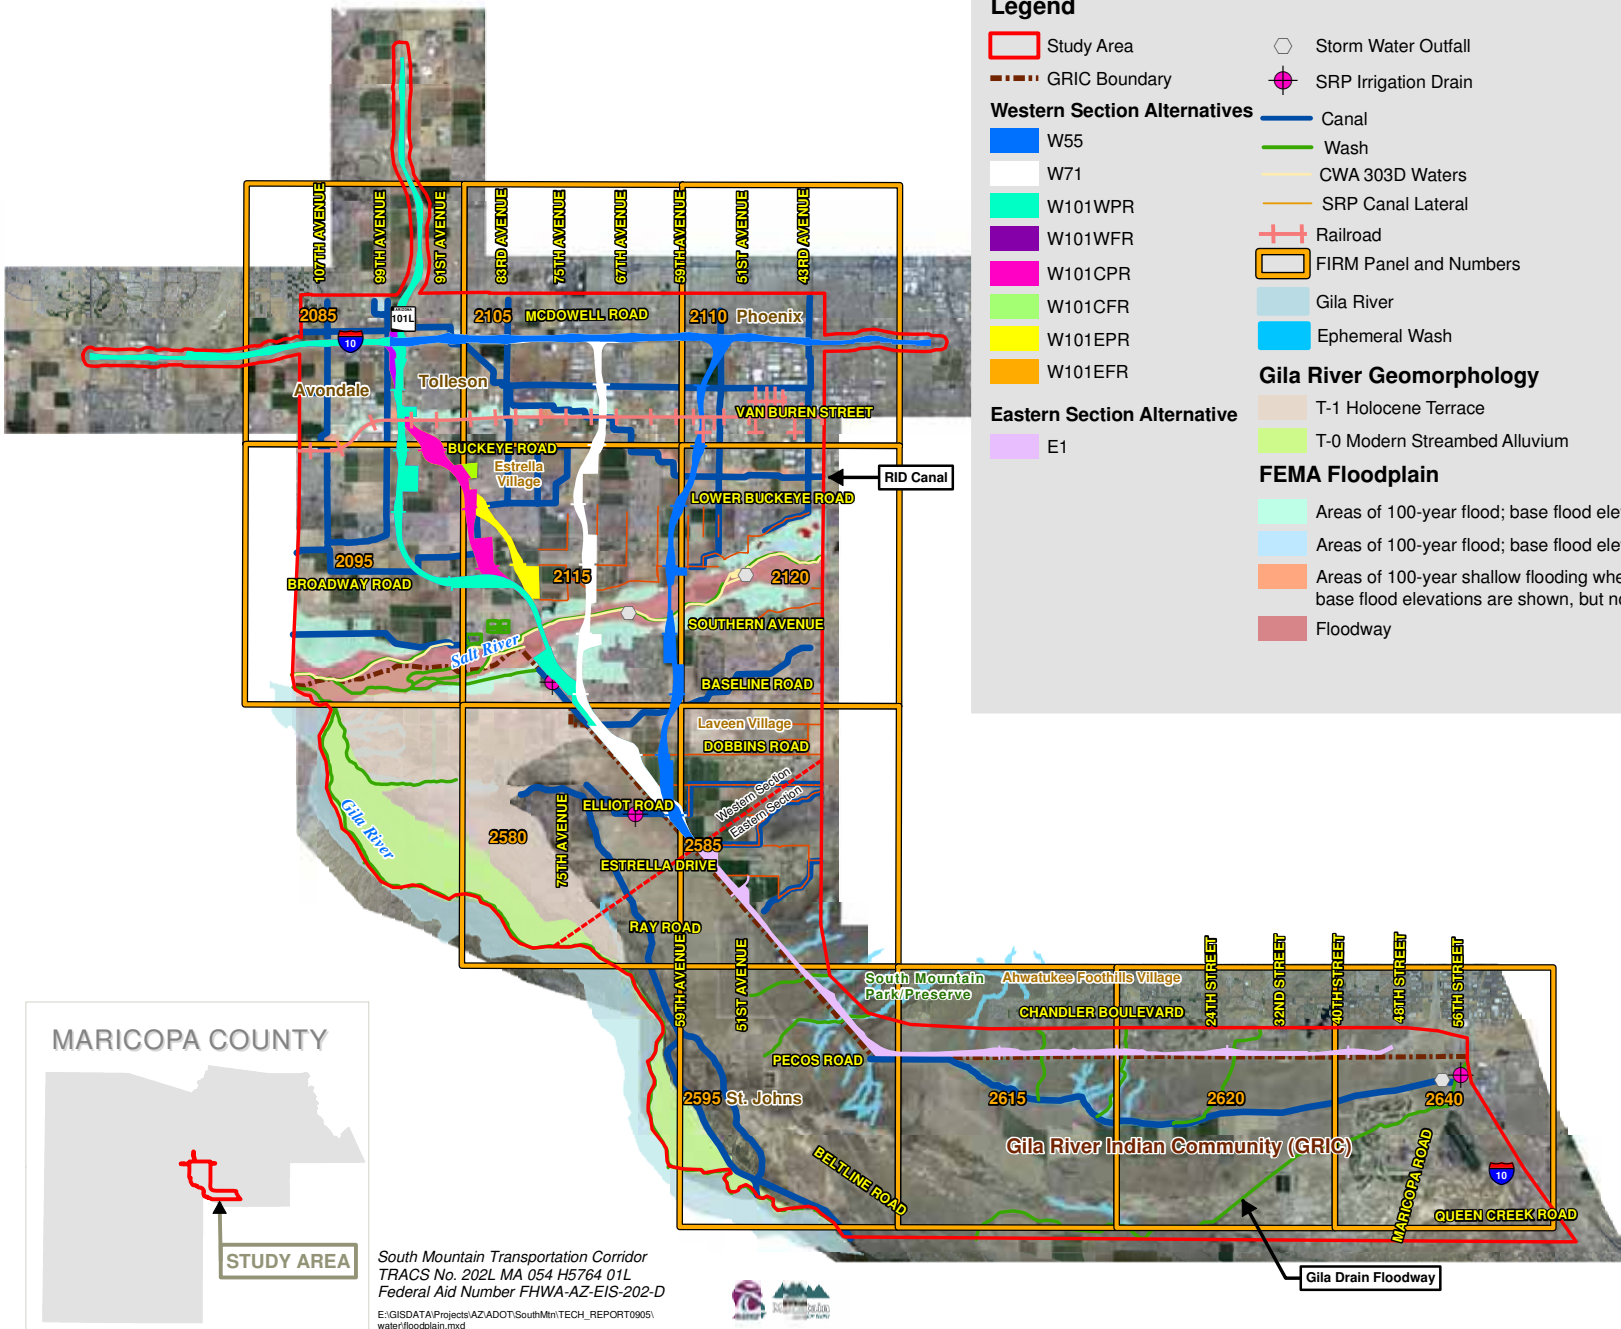 Legend
Study Area
GRIC Boundary
Western Section Alternatives
W55
W71
W101WPR
W101WFR
W101CPR
W101CFR
W101EPR
W101EFR
Eastern Section Alternative
E1
Storm Water Outfall
SRP Irrigation Drain
Canal
Wash
CWA 303D Waters
SRP Canal Lateral
Railroad
FIRM Panel and Numbers
Gila River
Ephemeral Wash
Gila River Geomorphology
T-1 Holocene Terrace
T-0 Modern Streambed Alluvium
FEMA Floodplain
Areas of 100-year flood; base flood ele
Areas of 100-year flood; base flood ele
Areas of 100-year shallow flooding whe
base flood elevations are shown, but no
Floodway
107TH AVENUE
99TH AVENUE
91ST AVENUE
83RD AVENUE
75TH AVENUE
67TH AVENUE
59TH AVENUE
51ST AVENUE
43RD AVENUE
2085
101L
2105
MCDOWELL ROAD
2110
Phoenix
10
Avondale
Tolleson
VAN BUREN STREET
BUCKEYE ROAD
Estrella
Village
RID Canal
LOWER BUCKEYE ROAD
2095
2115
2120
BROADWAY ROAD
SOUTHERN AVENUE
Salt River
BASELINE ROAD
Laveen Village
DOBBINS ROAD
Western Section
Eastern Section
Gila River
75TH AVENUE
ELLIOT ROAD
2580
2585
ESTRELLA DRIVE
RAY ROAD
59TH AVENUE
51ST AVENUE
South Mountain
Park/Preserve
Ahwatukee Foothills Village
24TH STREET
32ND STREET
40TH STREET
48TH STREET
56TH STREET
CHANDLER BOULEVARD
PECOS ROAD
2595
St. Johns
2615
2620
2640
Gila River Indian Community (GRIC)
BELTLINE ROAD
MARICOPA ROAD
10
QUEEN CREEK ROAD
Gila Drain Floodway
MARICOPA COUNTY
STUDY AREA
South Mountain Transportation Corridor
TRACS No. 202L MA 054 H5764 01L
Federal Aid Number FHWA-AZ-EIS-202-D
E:\GISDATA\Projects\AZ\ADOT\SouthMtn\TECH_REPORT0905\
water\floodplain.mxd